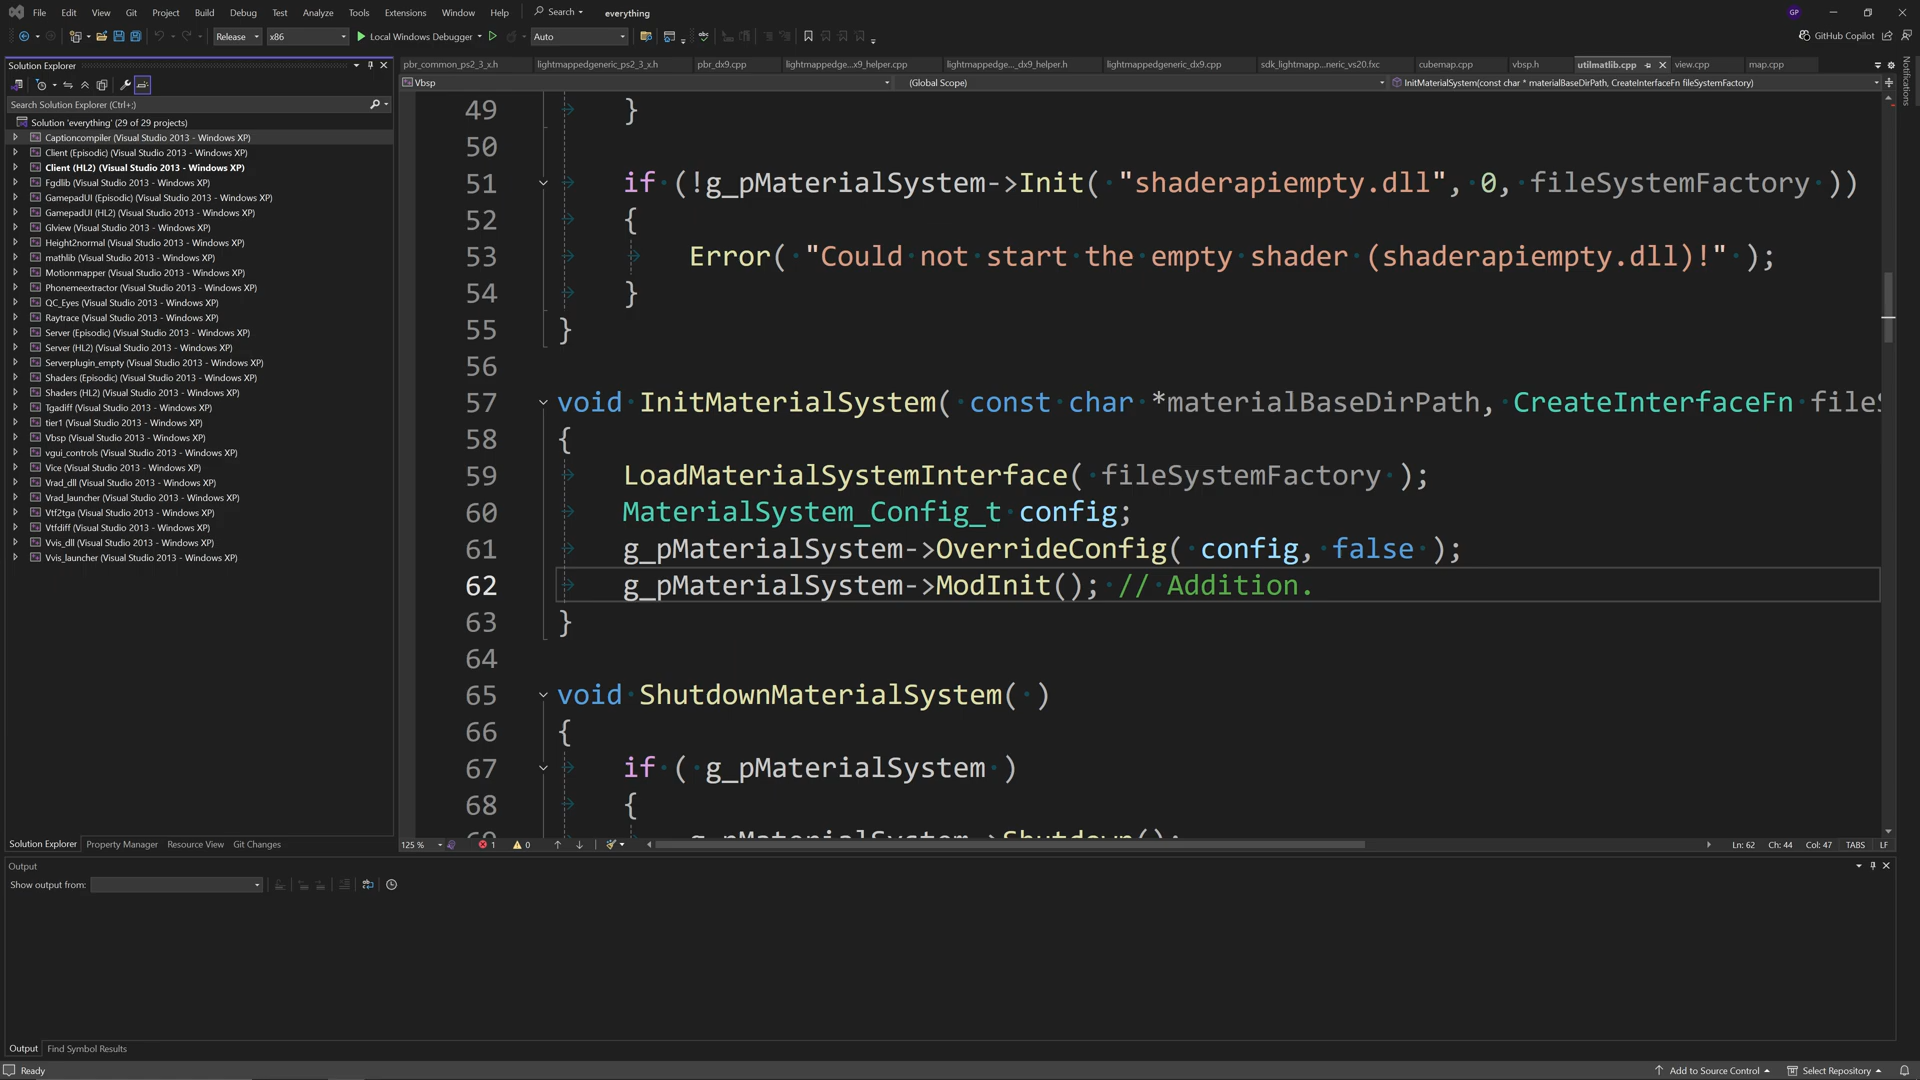 File Edit View Git Project Build Debug Test Analyze Tools Extensions Window Help Search everything GP
Release x86 Local Windows Debugger Auto GitHub Copilot
Solution Explorer
Search Solution Explorer (Ctrl+;)
Solution 'everything' (29 of 29 projects)
Captioncompiler (Visual Studio 2013 - Windows XP)
Client (Episodic) (Visual Studio 2013 - Windows XP)
Client (HL2) (Visual Studio 2013 - Windows XP)
Fgdlib (Visual Studio 2013 - Windows XP)
GamepadUI (Episodic) (Visual Studio 2013 - Windows XP)
GamepadUI (HL2) (Visual Studio 2013 - Windows XP)
Glview (Visual Studio 2013 - Windows XP)
Height2normal (Visual Studio 2013 - Windows XP)
mathlib (Visual Studio 2013 - Windows XP)
Motionmapper (Visual Studio 2013 - Windows XP)
Phonemeextractor (Visual Studio 2013 - Windows XP)
QC_Eyes (Visual Studio 2013 - Windows XP)
Raytrace (Visual Studio 2013 - Windows XP)
Server (Episodic) (Visual Studio 2013 - Windows XP)
Server (HL2) (Visual Studio 2013 - Windows XP)
Serverplugin_empty (Visual Studio 2013 - Windows XP)
Shaders (Episodic) (Visual Studio 2013 - Windows XP)
Shaders (HL2) (Visual Studio 2013 - Windows XP)
Tgadiff (Visual Studio 2013 - Windows XP)
tier1 (Visual Studio 2013 - Windows XP)
Vbsp (Visual Studio 2013 - Windows XP)
vgui_controls (Visual Studio 2013 - Windows XP)
Vice (Visual Studio 2013 - Windows XP)
Vrad_dll (Visual Studio 2013 - Windows XP)
Vrad_launcher (Visual Studio 2013 - Windows XP)
Vtf2tga (Visual Studio 2013 - Windows XP)
Vtfdiff (Visual Studio 2013 - Windows XP)
Vvis_dll (Visual Studio 2013 - Windows XP)
Vvis_launcher (Visual Studio 2013 - Windows XP)
Solution Explorer Property Manager Resource View Git Changes
pbr_common_ps2_3_x.h lightmappedgeneric_ps2_3_x.h pbr_dx9.cpp lightmappedge...x9_helper.cpp lightmappedge..._dx9_helper.h lightmappedgeneric_dx9.cpp sdk_lightmapp...neric_vs20.fxc cubemap.cpp vbsp.h utilmatlib.cpp view.cpp map.cpp
Vbsp (Global Scope) InitMaterialSystem(const char * materialBaseDirPath, CreateInterfaceFn fileSystemFactory)
Notifications
49 }
50
51 if (!g_pMaterialSystem->Init( "shaderapiempty.dll", 0, fileSystemFactory ))
52 {
53 Error( "Could not start the empty shader (shaderapiempty.dll)!" );
54 }
55 }
56
57 void InitMaterialSystem( const char *materialBaseDirPath, CreateInterfaceFn file
58 {
59 LoadMaterialSystemInterface( fileSystemFactory );
60 MaterialSystem_Config_t config;
61 g_pMaterialSystem->OverrideConfig( config, false );
62 g_pMaterialSystem->ModInit(); // Addition.
63 }
64
65 void ShutdownMaterialSystem( )
66 {
67 if ( g_pMaterialSystem )
68 {
69 g_pMaterialSystem->Shutdown();
125 % 1 0 Ln: 62 Ch: 44 Col: 47 TABS LF
Output
Show output from:
Output Find Symbol Results
Ready Add to Source Control Select Repository